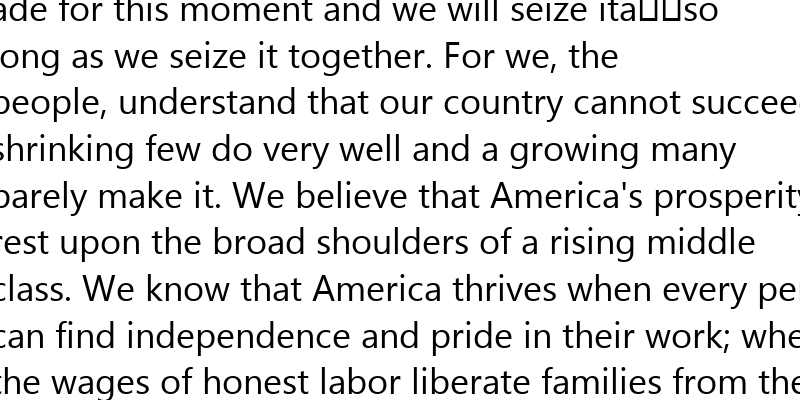 ade for this moment and we will seize ita□□so
ong as we seize it together. For we, the
people, understand that our country cannot succee
shrinking few do very well and a growing many
barely make it. We believe that America's prosperity
rest upon the broad shoulders of a rising middle
class. We know that America thrives when every per
can find independence and pride in their work; whe
the wages of honest labor liberate families from the